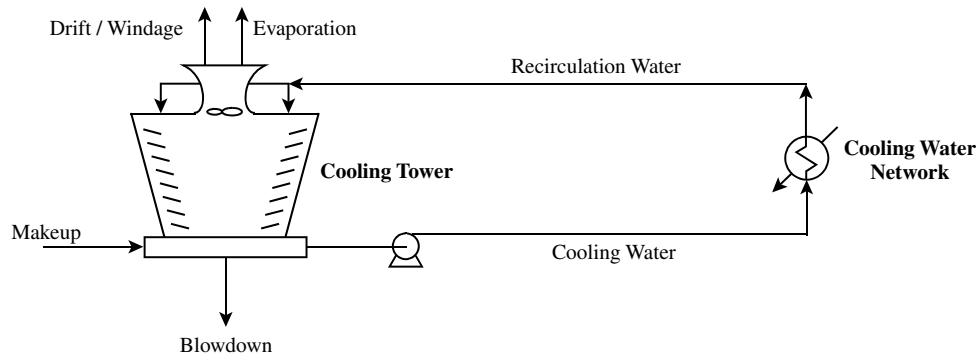 Drift / Windage
Evaporation
Recirculation Water
Cooling Tower
Cooling Water
Network
Makeup
Cooling Water
Blowdown